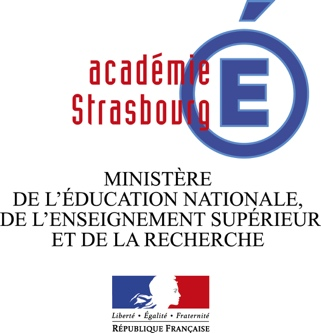 académie
Strasbourg
É
MINISTÈRE
DE L'ÉDUCATION NATIONALE,
DE L'ENSEIGNEMENT SUPÉRIEUR
ET DE LA RECHERCHE
Liberté • Égalité • Fraternité
RÉPUBLIQUE FRANÇAISE